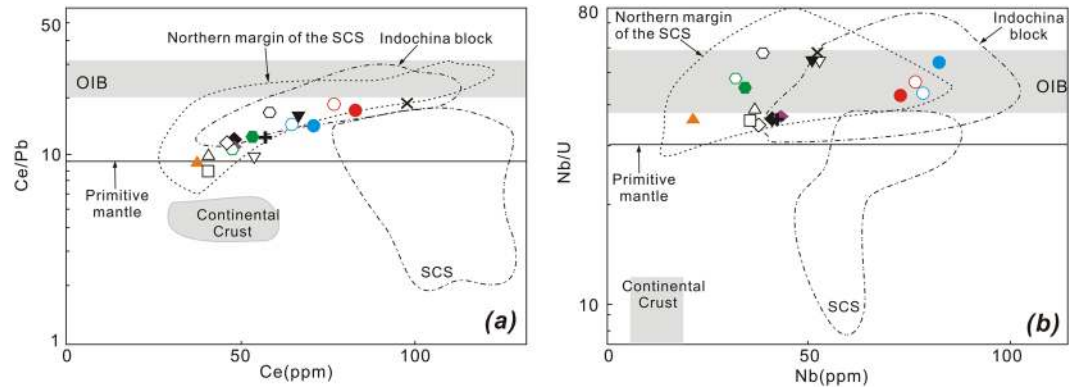 60
Northern margin of the SCS
Indochina block
OIB
Ce/Pb
10
Primitive
mantle
Continental
Crust
SCS
(a)
1
0
50
100
Ce(ppm)
80
Northern margin
of the SCS
Indochina
block
OIB
Nb/U
Primitive
mantle
10
Continental
Crust
SCS
(b)
0
50
100
Nb(ppm)